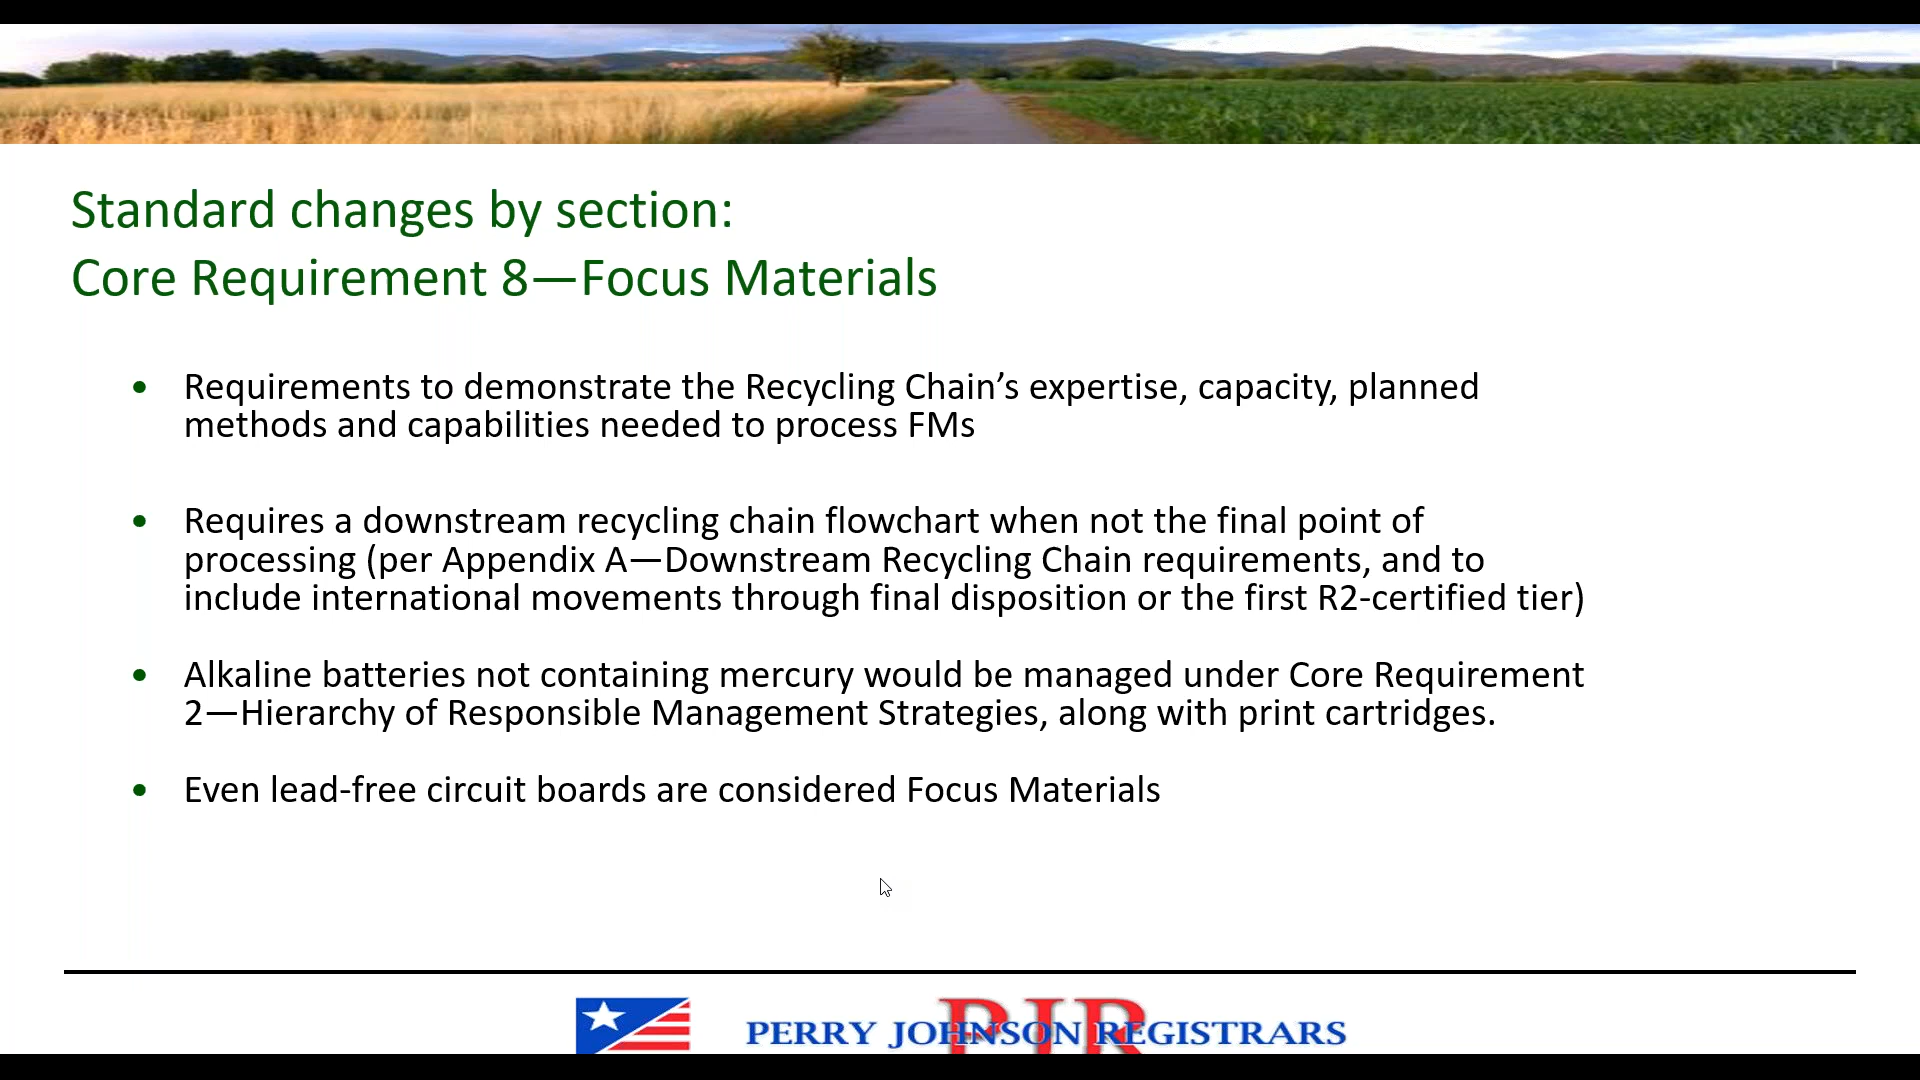 Standard changes by section:
Core Requirement 8—Focus Materials
• Requirements to demonstrate the Recycling Chain’s expertise, capacity, planned
methods and capabilities needed to process FMs
• Requires a downstream recycling chain flowchart when not the final point of
processing (per Appendix A—Downstream Recycling Chain requirements, and to
include international movements through final disposition or the first R2-certified tier)
• Alkaline batteries not containing mercury would be managed under Core Requirement
2—Hierarchy of Responsible Management Strategies, along with print cartridges.
• Even lead-free circuit boards are considered Focus Materials
PJR
PERRY JOHNSON REGISTRARS